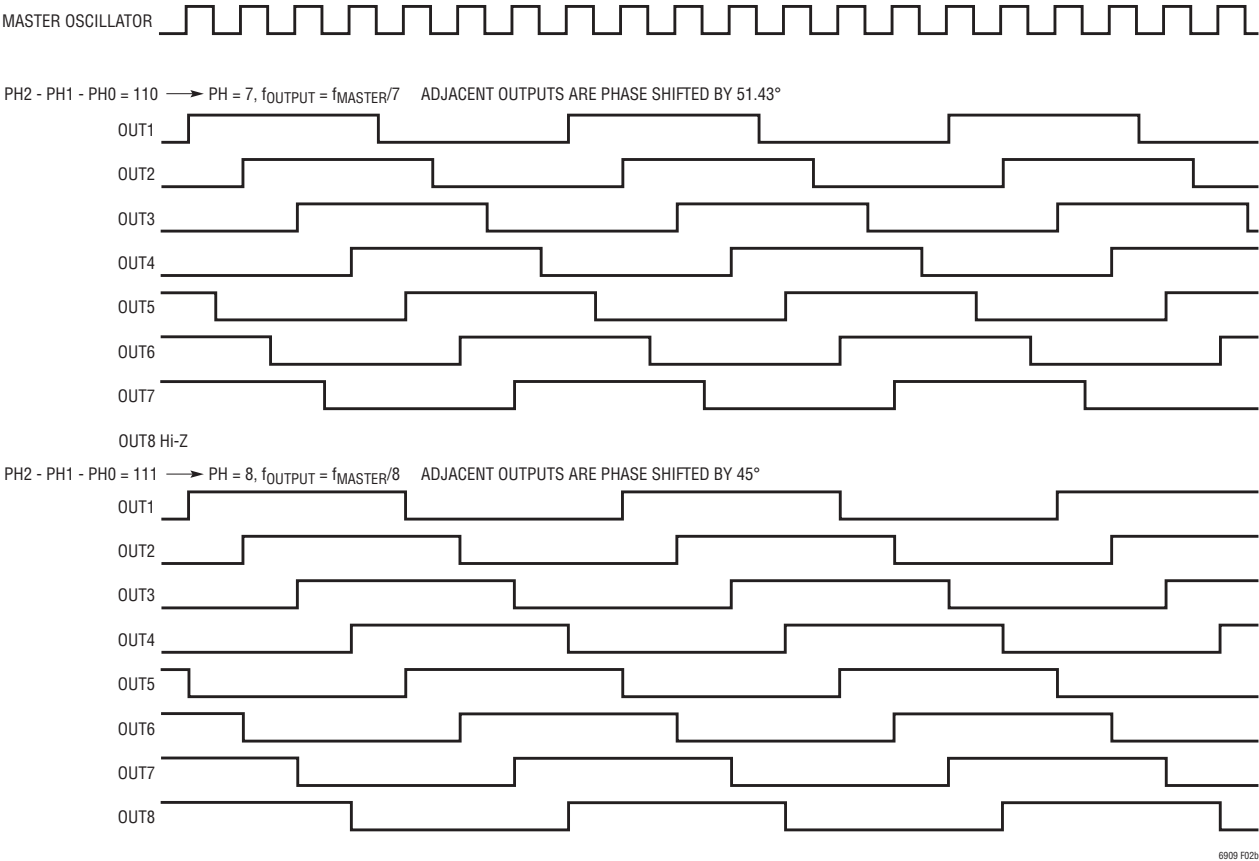 MASTER OSCILLATOR
PH2 - PH1 - PH0 = 110 → PH = 7, fOUTPUT = fMASTER/7 ADJACENT OUTPUTS ARE PHASE SHIFTED BY 51.43°
OUT1
OUT2
OUT3
OUT4
OUT5
OUT6
OUT7
OUT8 Hi-Z
PH2 - PH1 - PH0 = 111 → PH = 8, fOUTPUT = fMASTER/8 ADJACENT OUTPUTS ARE PHASE SHIFTED BY 45°
OUT1
OUT2
OUT3
OUT4
OUT5
OUT6
OUT7
OUT8
6909 F02b